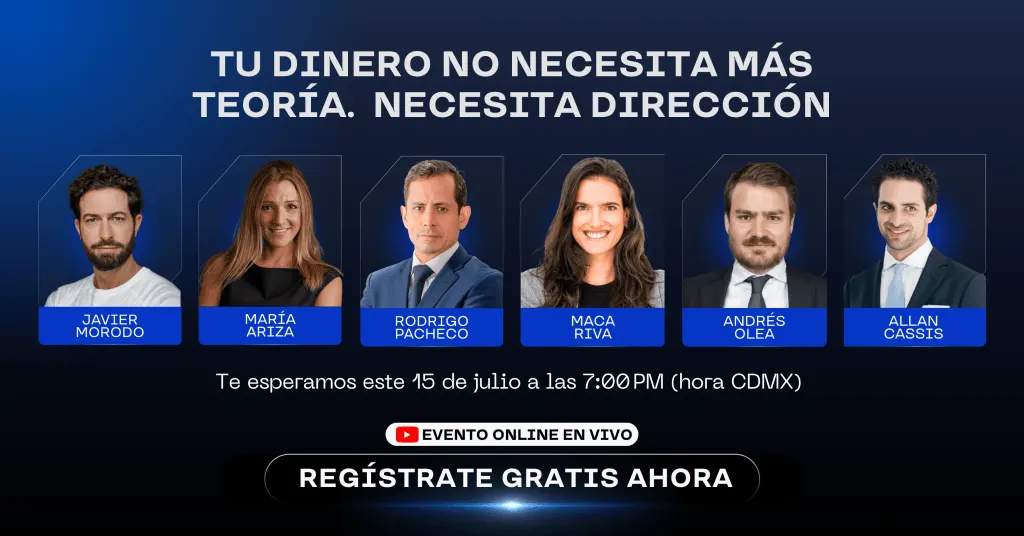 TU DINERO NO NECESITA MÁS
TEORÍA. NECESITA DIRECCIÓN
JAVIER
MORODO
MARÍA
ARIZA
RODRIGO
PACHECO
MACA
RIVA
ANDRÉS
OLEA
ALLAN
CASSIS
Te esperamos este 15 de julio a las 7:00 PM (hora CDMX)
EVENTO ONLINE EN VIVO
REGÍSTRATE GRATIS AHORA